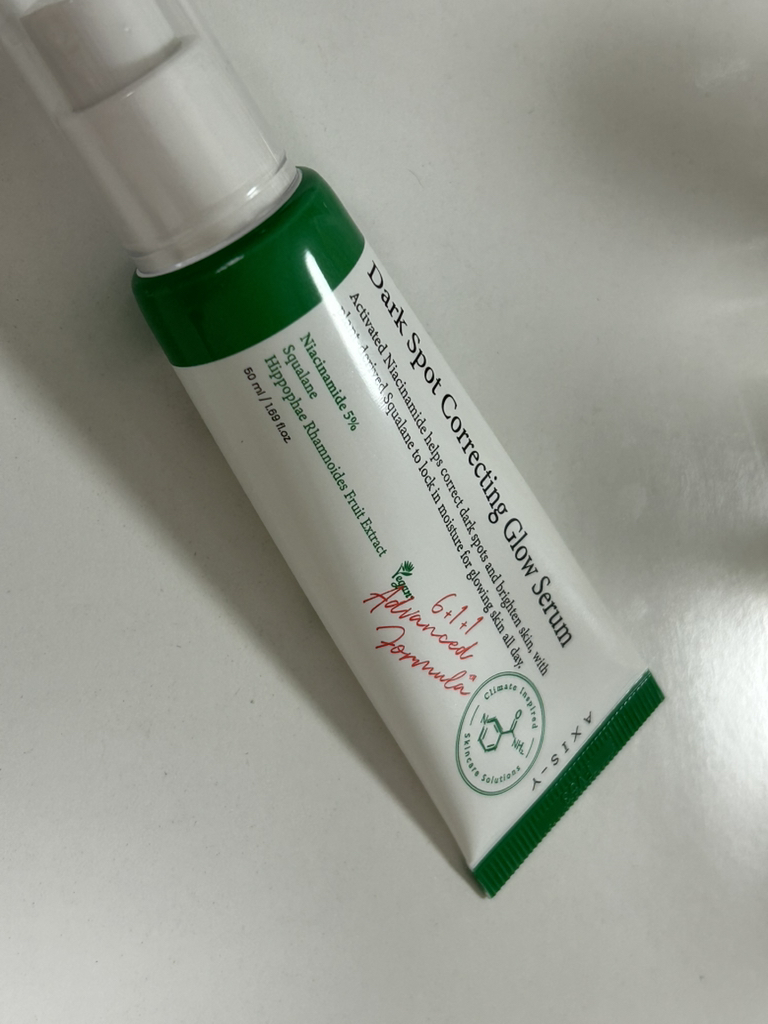 Dark Spot Correcting Glow Serum
Activated Niacinamide helps correct dark spots and brighten skin, with
plant-derived Squalane to lock in moisture for glowing skin all day.
Niacinamide 5%
Squalane
Hippophae Rhamnoides Fruit Extract
50 ml / 1.69 fl.oz
Vegan
6+1+1
Advanced
Formula
Climate Inspired
Skincare Solutions
N
O
NH₂
AXIS-Y